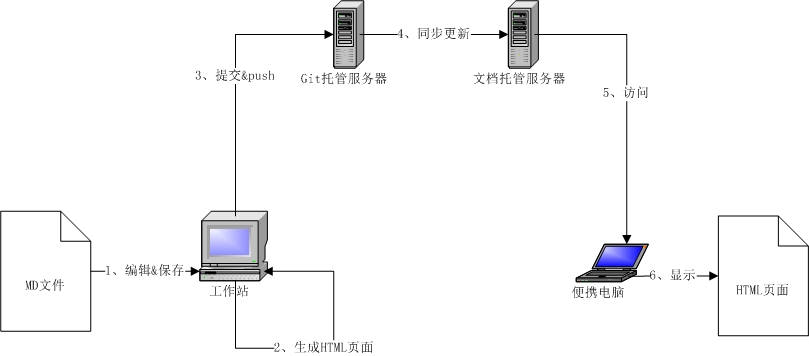 4、同步更新
3、提交&push
Git托管服务器
文档托管服务器
5、访问
1、编辑&保存
MD文件
工作站
6、显示
便携电脑
HTML页面
2、生成HTML页面